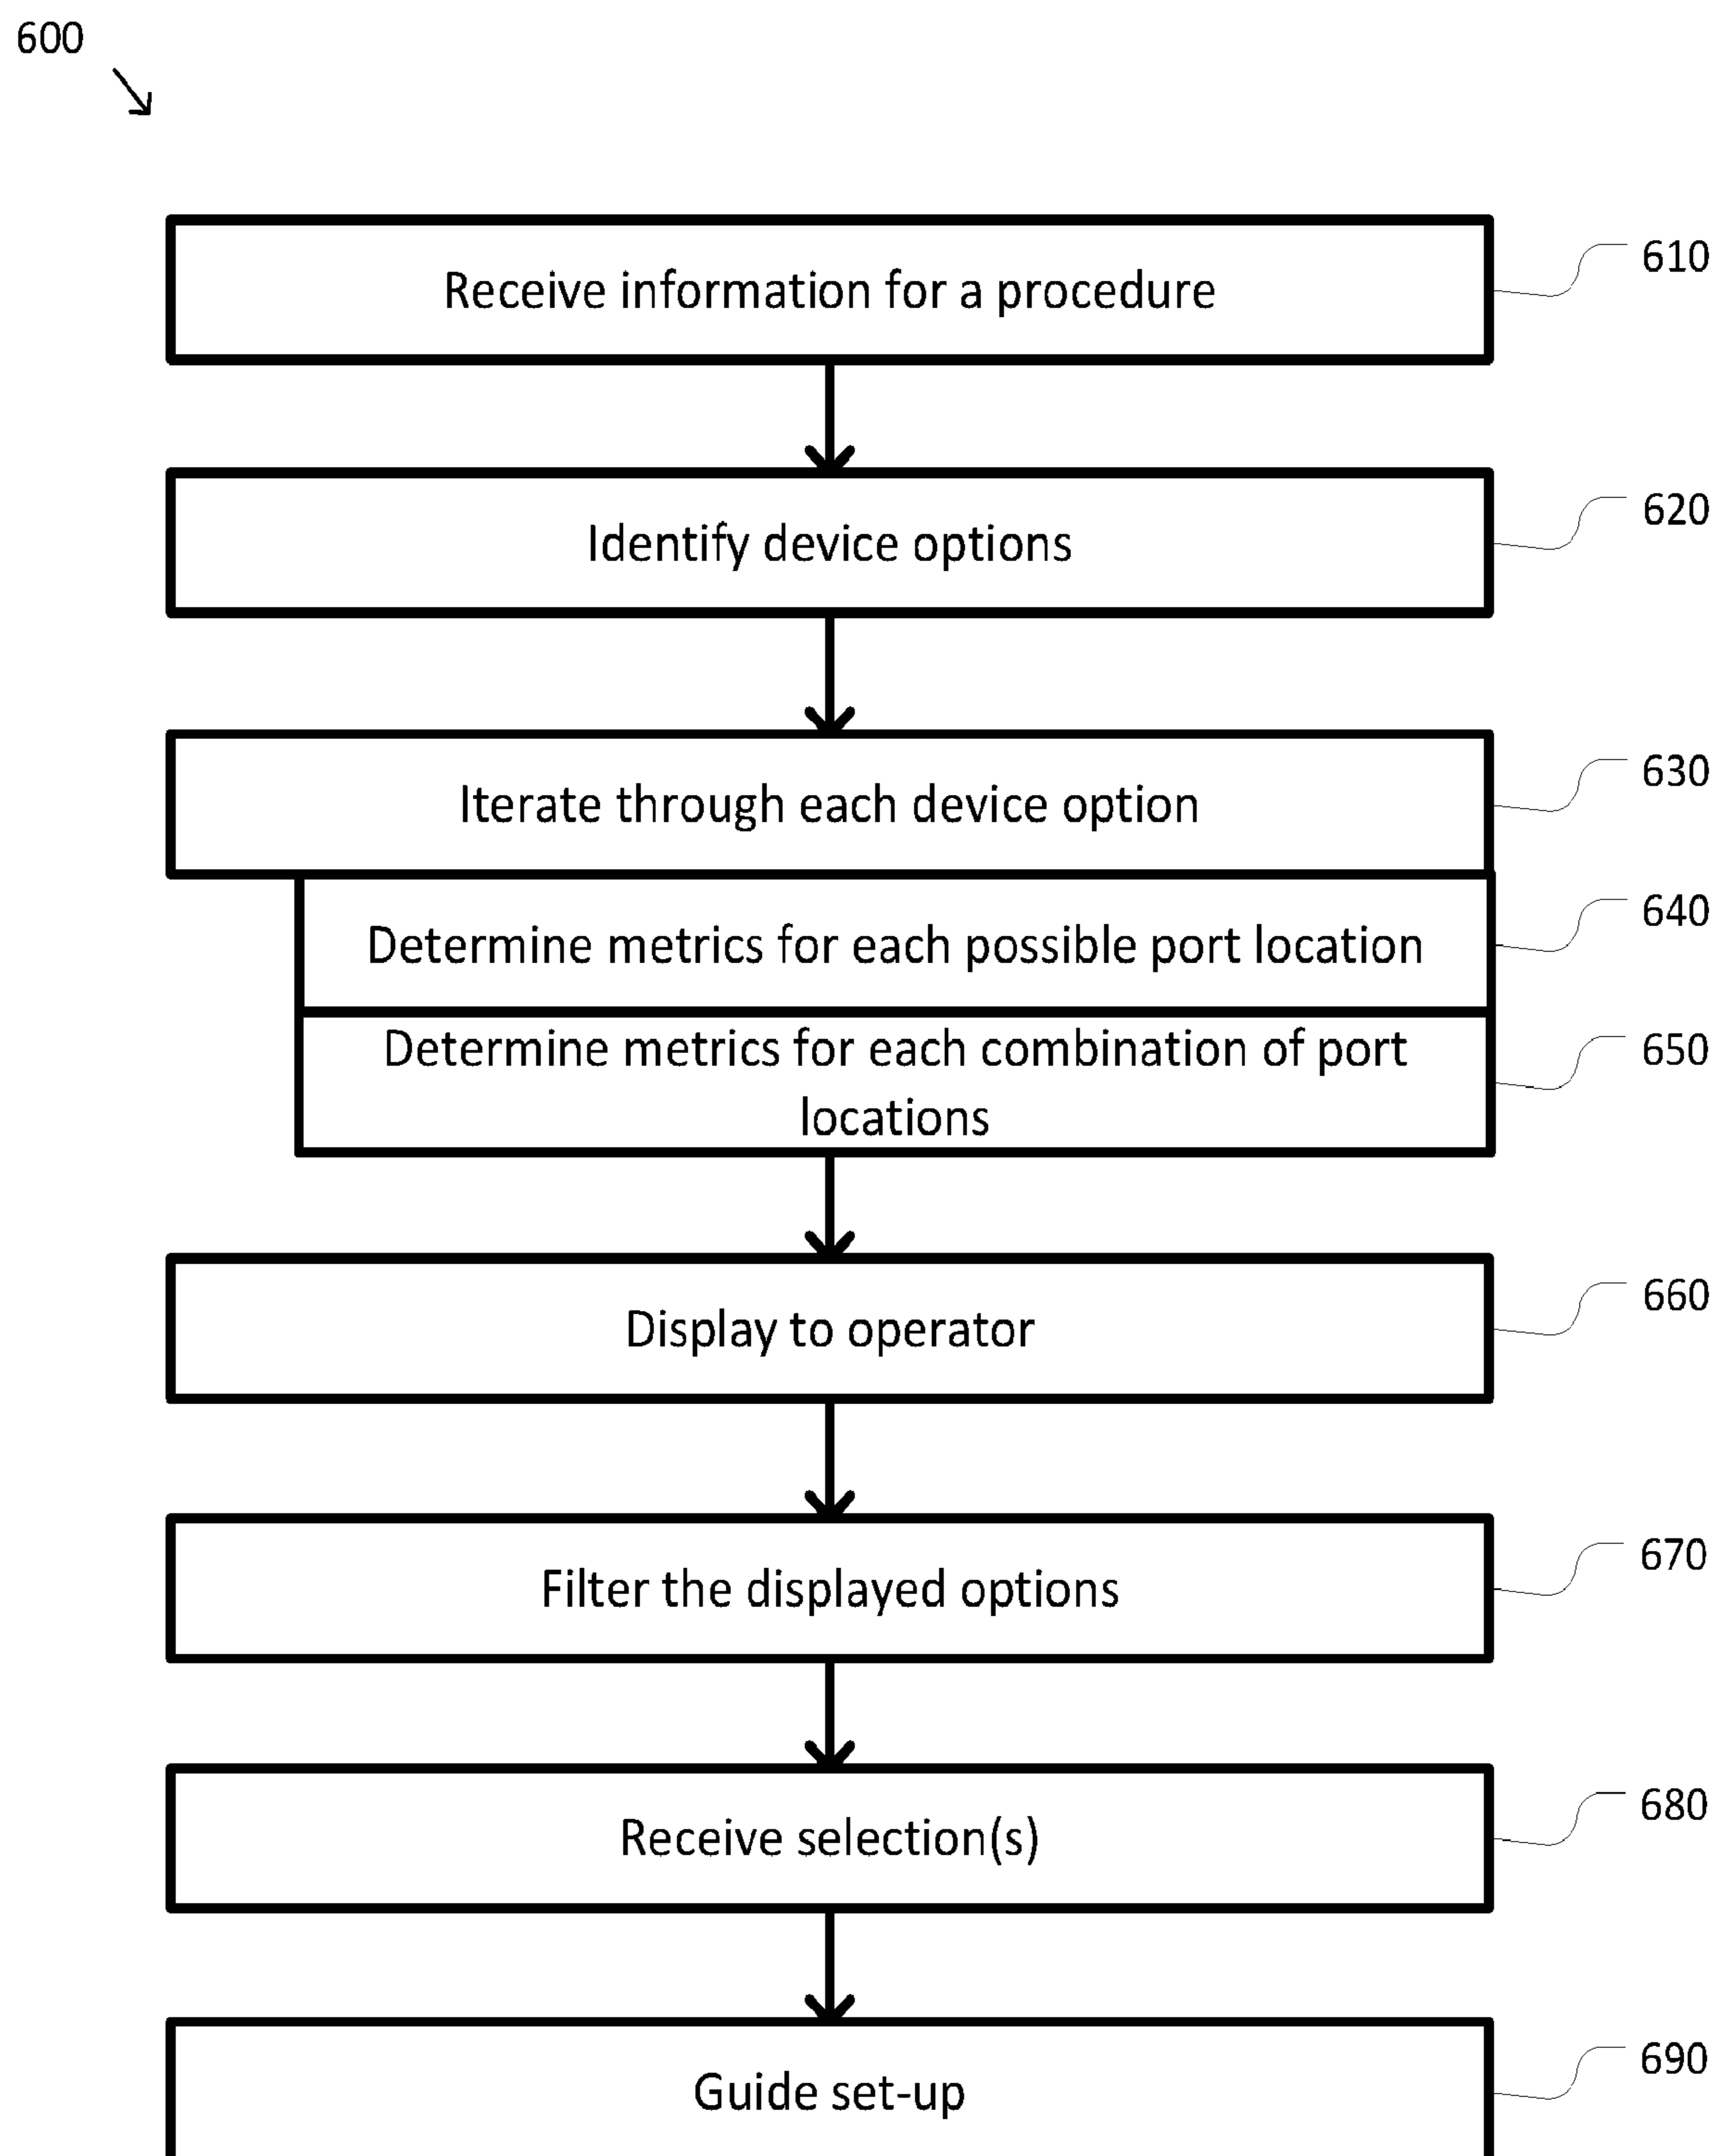 600
Receive information for a procedure
610
Identify device options
620
Iterate through each device option
630
Determine metrics for each possible port location
640
Determine metrics for each combination of port
locations
650
Display to operator
660
Filter the displayed options
670
Receive selection(s)
680
Guide set-up
690